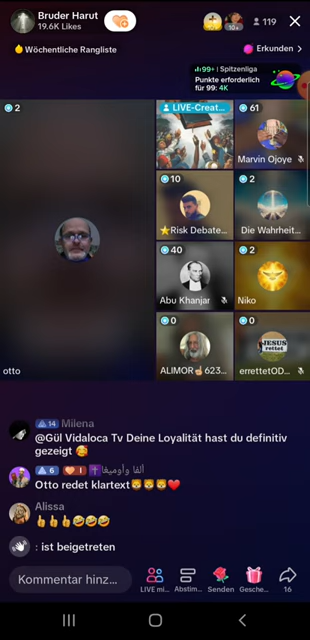 Bruder Harut
19.6K Likes
10+
119
Wöchentliche Rangliste
Erkunden >
99+ | Spitzenliga
Punkte erforderlich
für 99: 4K
2
LIVE-Creat...
61
Marvin Ojoye
10
⭐Risk Debate...
2
Die Wahrheit...
40
Abu Khanjar
2
Niko
otto
0
ALIMOR☝623...
0
JESUS
rettet
errettetOD...
14 Milena
@Gül Vidaloca Tv Deine Loyalität hast du definitiv
gezeigt 🥰
6 1 ✝️ ألفا وأوميغا
Otto redet klartext🦁🦁🦁❤️
Alissa
👍👍👍🤣🤣🤣
: ist beigetreten
Kommentar hinz...
LIVE mi...
Abstim...
Senden
Gesche...
16